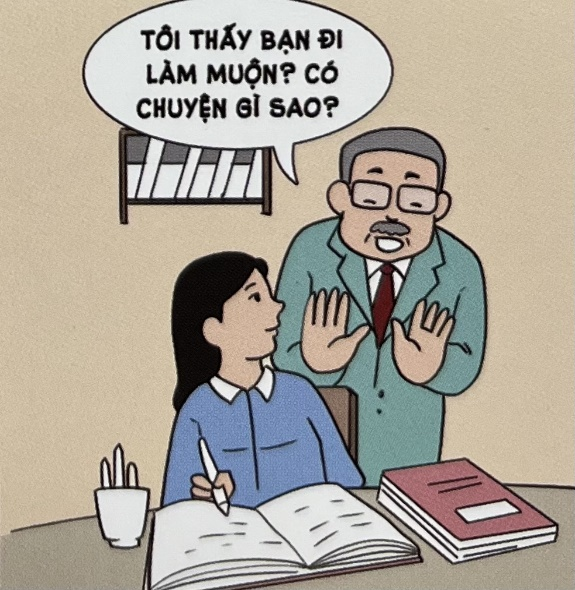 TÔI THẤY BẠN ĐI
LÀM MUỘN? CÓ
CHUYỆN GÌ SAO?